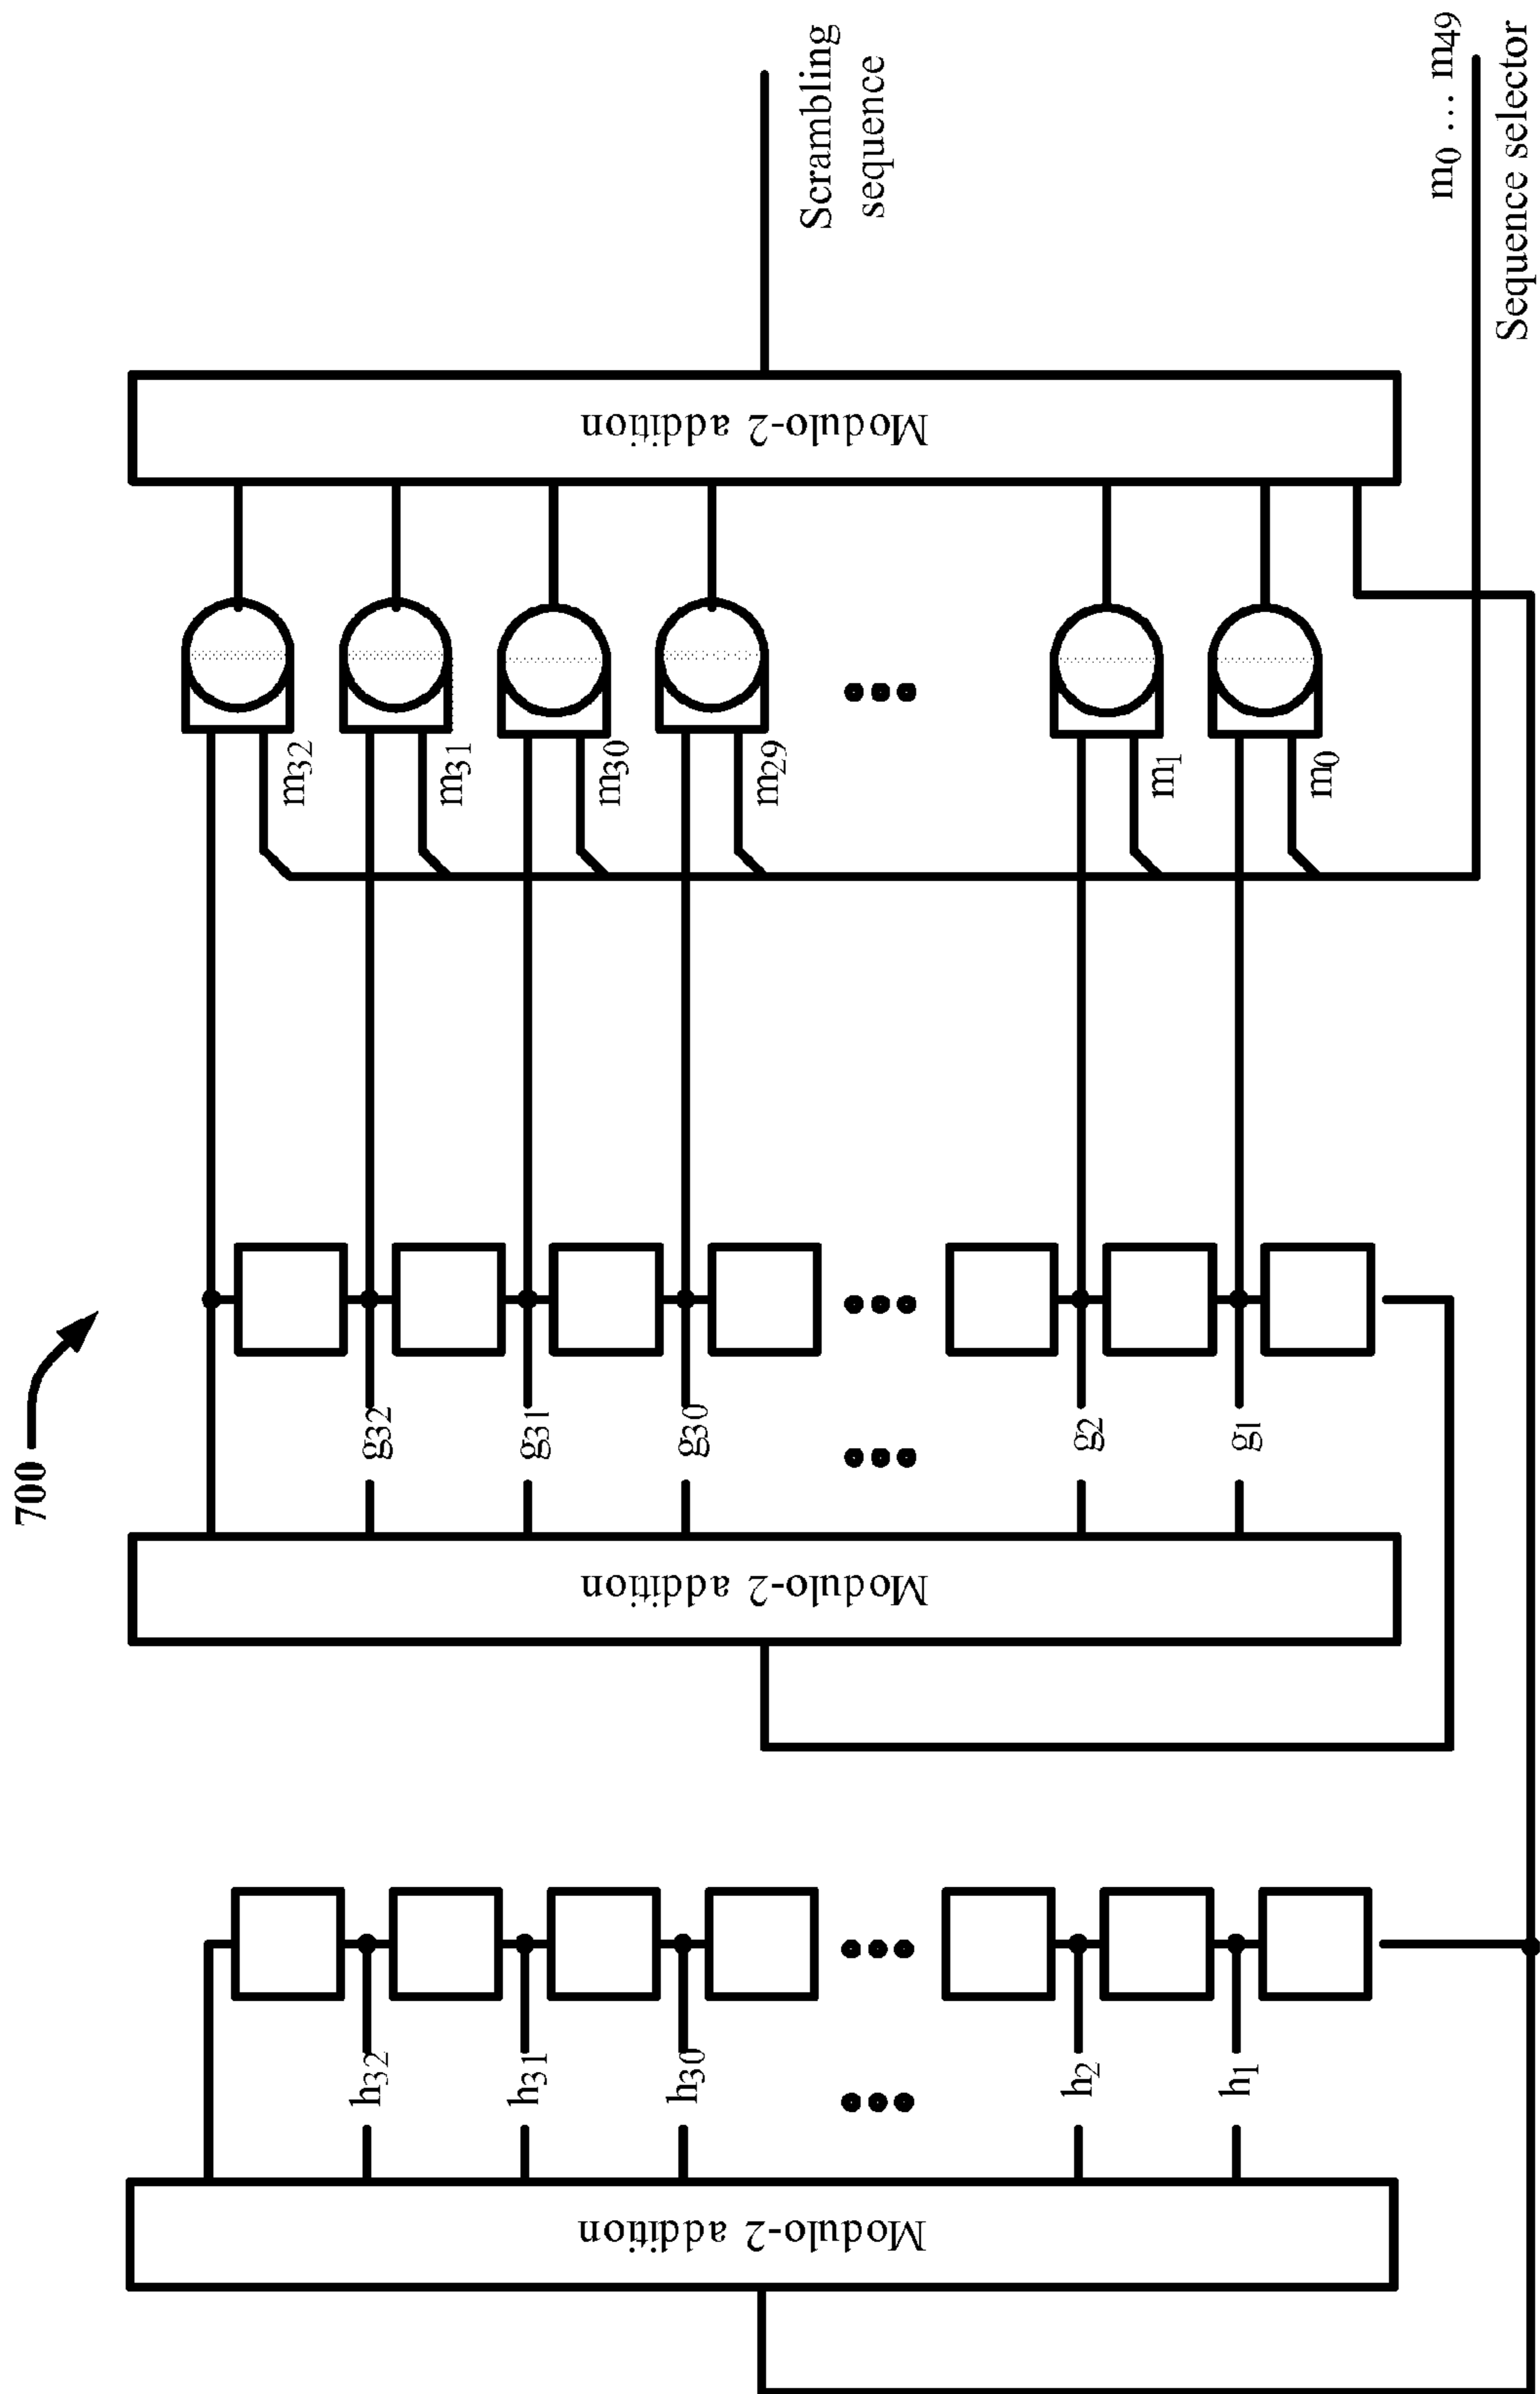 700
Scrambling
sequence
m0 ... m49
Sequence selector
Modulo-2 addition
m32
m31
m30
m29
m1
m0
g32
g31
g30
g2
g1
Modulo-2 addition
h32
h31
h30
h2
h1
Modulo-2 addition